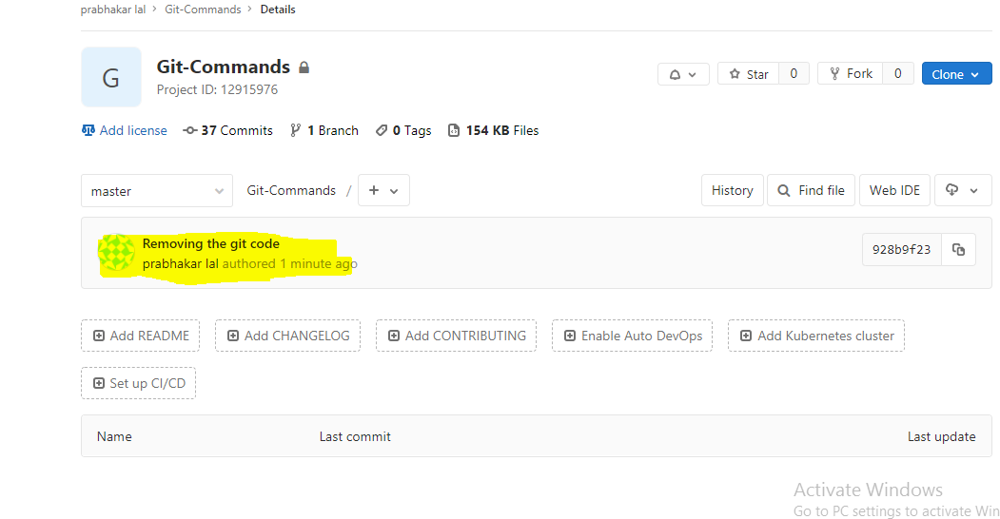 prabhakar lal > Git-Commands > Details
G
Git-Commands
Project ID: 12915976
Star 0 Fork 0 Clone
Add license 37 Commits 1 Branch 0 Tags 154 KB Files
master Git-Commands / + History Find file Web IDE
Removing the git code
prabhakar lal authored 1 minute ago
928b9f23
Add README Add CHANGELOG Add CONTRIBUTING Enable Auto DevOps Add Kubernetes cluster
Set up CI/CD
Name Last commit Last update
Activate Windows
Go to PC settings to activate Win